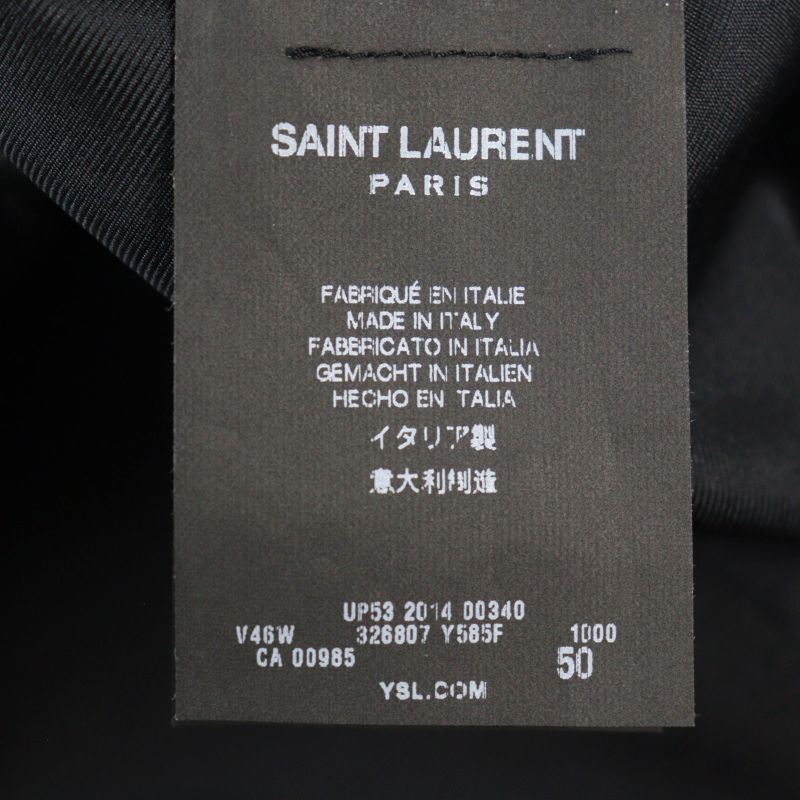 SAINT LAURENT
PARIS
FABRIQUÉ EN ITALIE
MADE IN ITALY
FABBRICATO IN ITALIA
GEMACHT IN ITALIEN
HECHO EN ITALIA
イタリア製
意大利制造
UP53 2014 00340
V46W 326807 Y585F 1000
CA 00985 50
YSL.COM